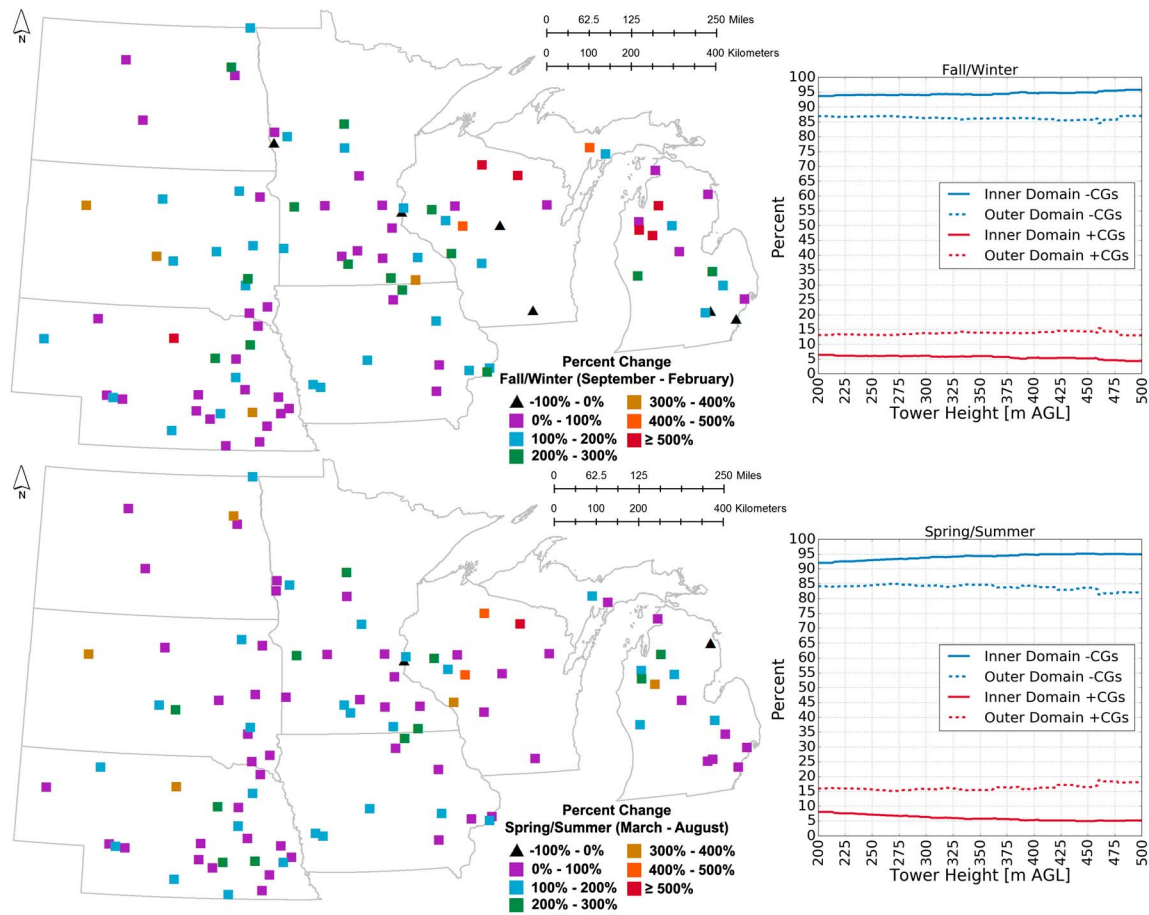 N
0 62.5 125 250 Miles
0 100 200 400 Kilometers
Percent Change
Fall/Winter (September - February)
-100% - 0%
300% - 400%
0% - 100%
400% - 500%
100% - 200%
≥ 500%
200% - 300%
Fall/Winter
100
95
90
85
80
75
70
65
60
55
50
45
40
35
30
25
20
15
10
5
0
Percent
Inner Domain -CGs
Outer Domain -CGs
Inner Domain +CGs
Outer Domain +CGs
200 225 250 275 300 325 350 375 400 425 450 475 500
Tower Height [m AGL]
N
0 62.5 125 250 Miles
0 100 200 400 Kilometers
Percent Change
Spring/Summer (March - August)
-100% - 0%
300% - 400%
0% - 100%
400% - 500%
100% - 200%
≥ 500%
200% - 300%
Spring/Summer
100
95
90
85
80
75
70
65
60
55
50
45
40
35
30
25
20
15
10
5
0
Percent
Inner Domain -CGs
Outer Domain -CGs
Inner Domain +CGs
Outer Domain +CGs
200 225 250 275 300 325 350 375 400 425 450 475 500
Tower Height [m AGL]